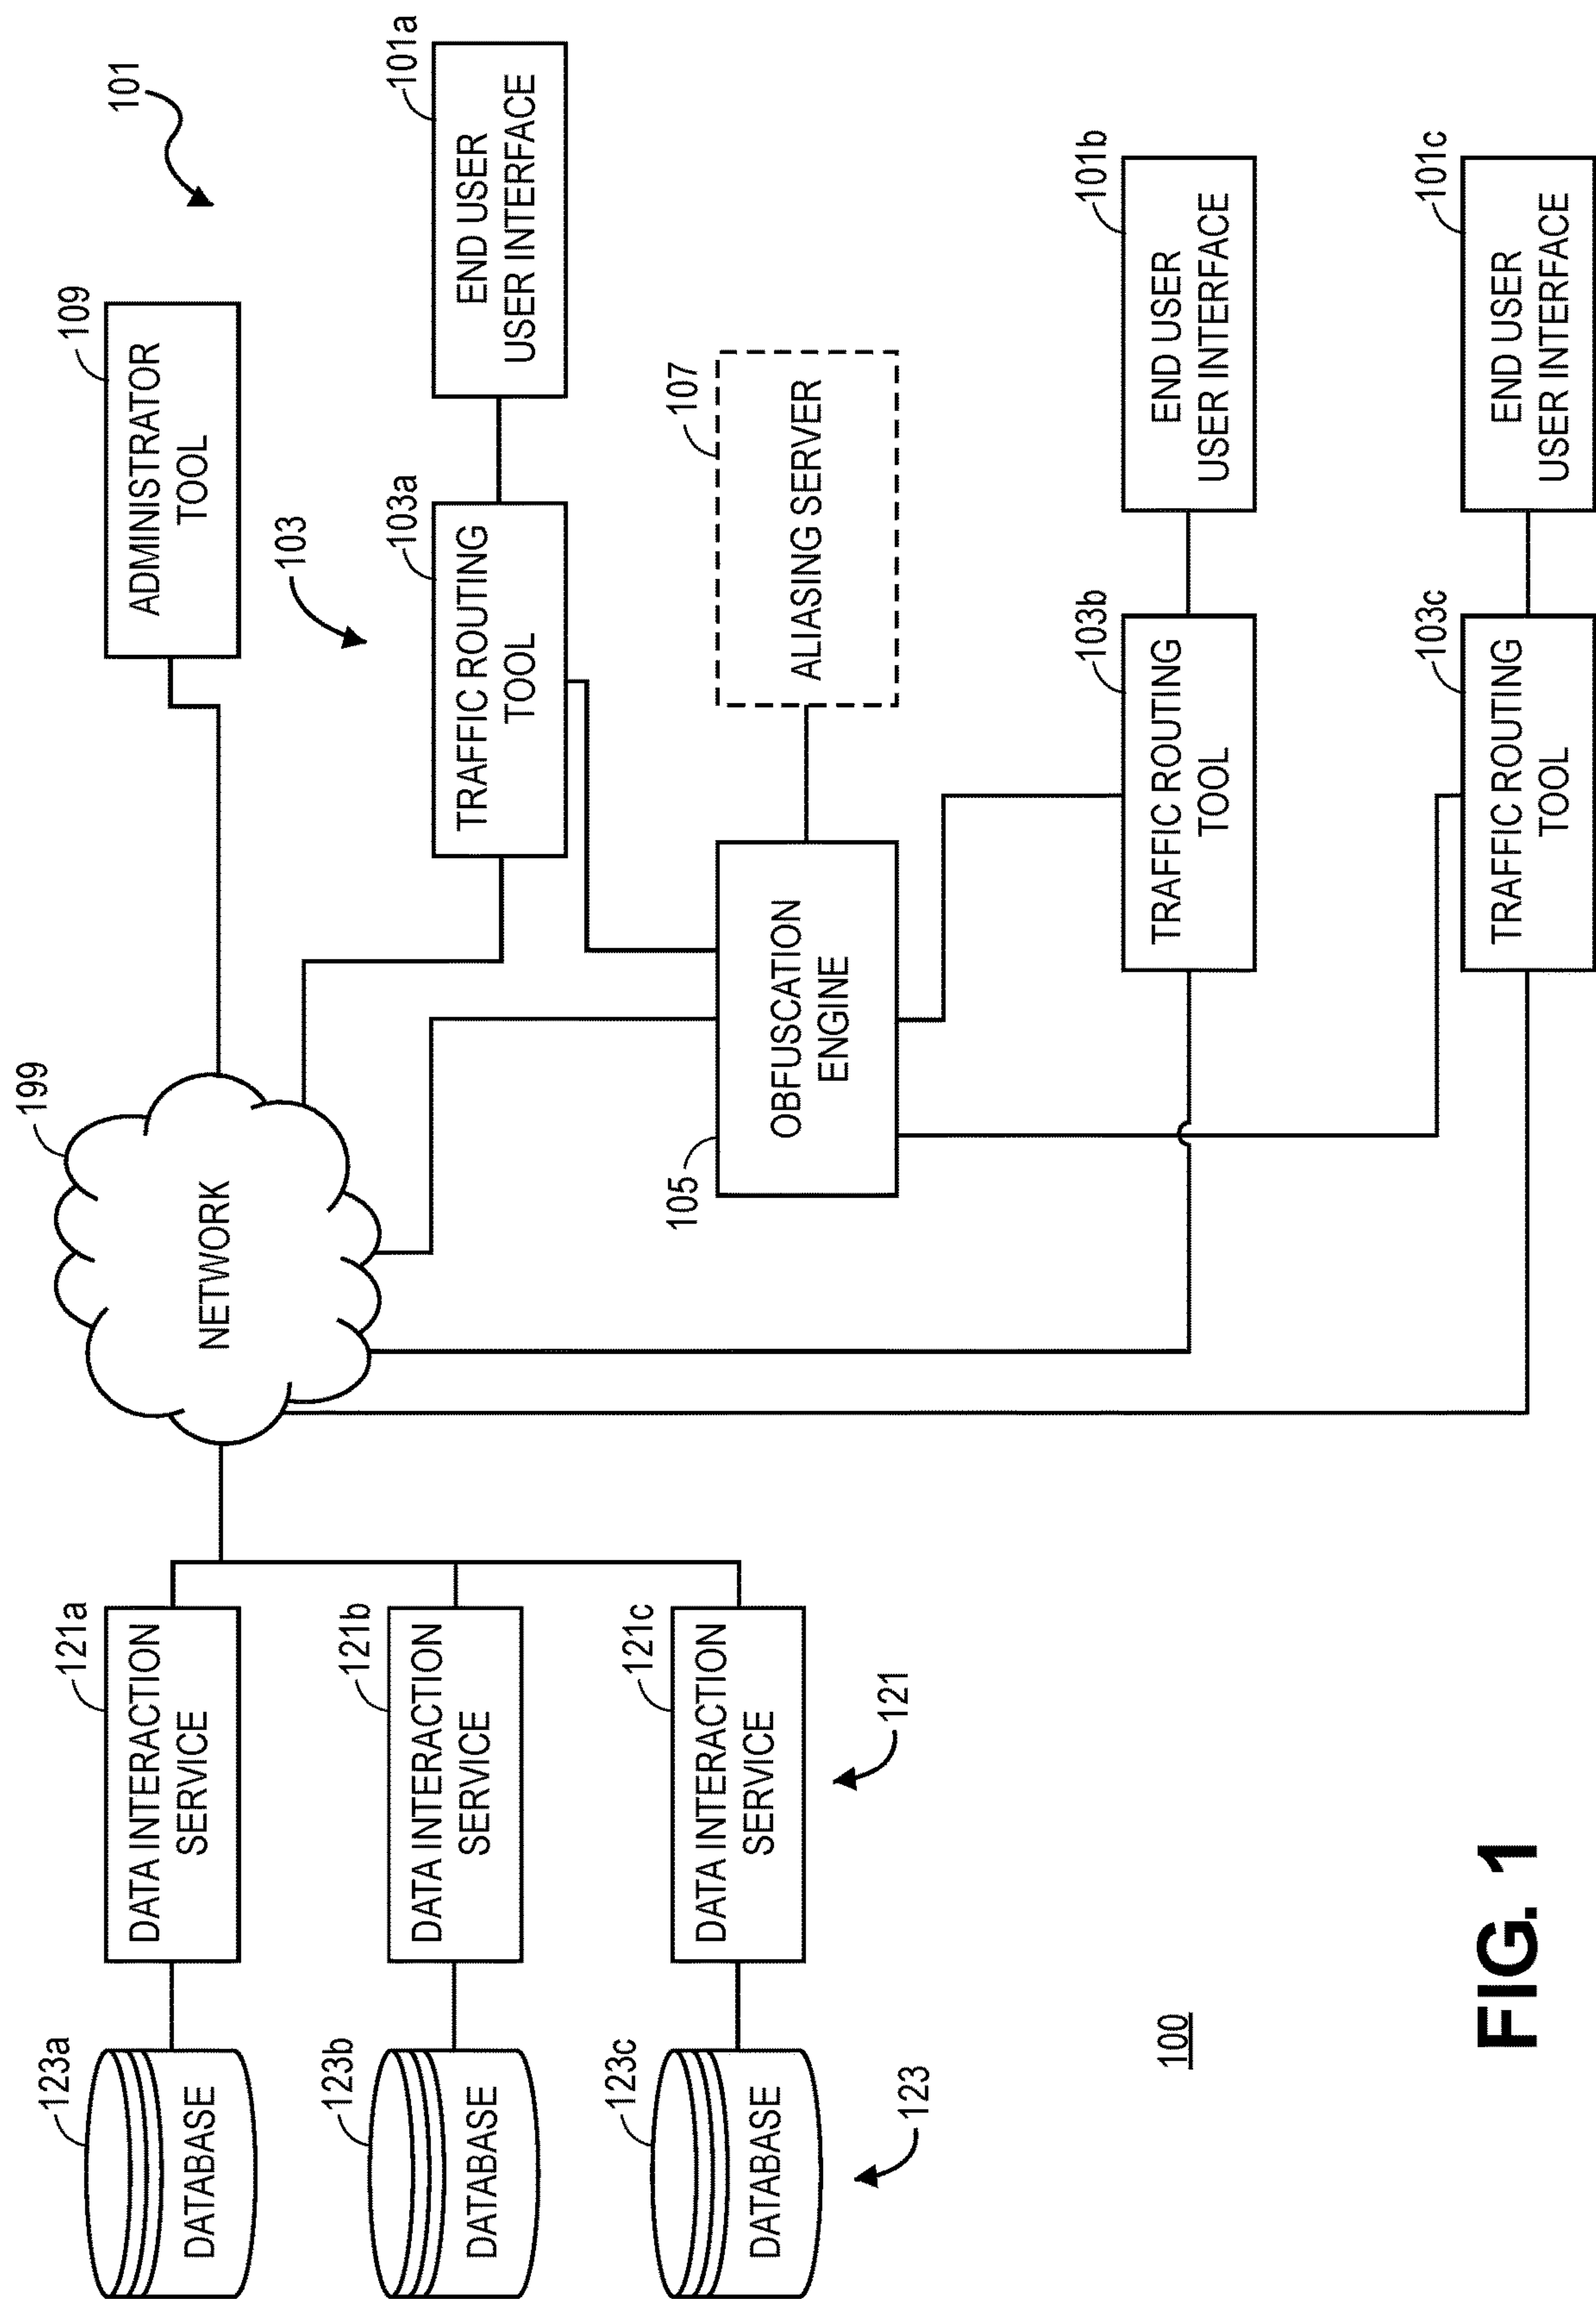 101
109
ADMINISTRATOR
TOOL
101a
END USER
USER INTERFACE
103
103a
TRAFFIC ROUTING
TOOL
199
NETWORK
107
ALIASING SERVER
105
OBFUSCATION
ENGINE
101b
END USER
USER INTERFACE
103b
TRAFFIC ROUTING
TOOL
101c
END USER
USER INTERFACE
103c
TRAFFIC ROUTING
TOOL
121a
DATA INTERACTION
SERVICE
121b
DATA INTERACTION
SERVICE
121c
DATA INTERACTION
SERVICE
121
123a
DATABASE
123b
DATABASE
123c
DATABASE
123
100
FIG. 1